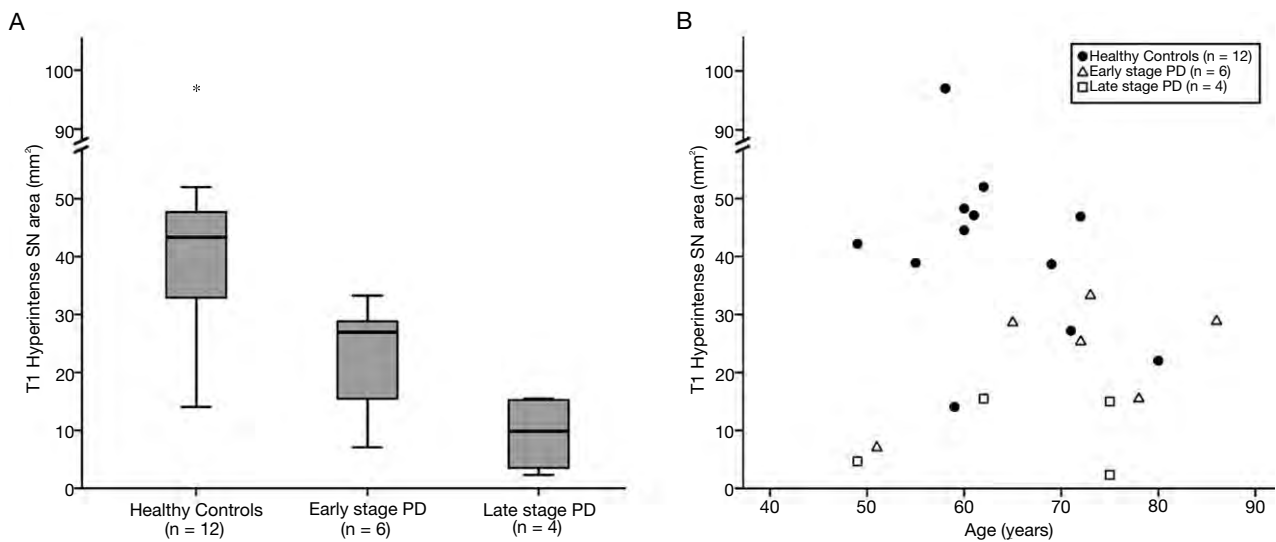 A
T1 Hyperintense SN area (mm²)
100
90
50
40
30
20
10
0
*
Healthy Controls
(n = 12)
Early stage PD
(n = 6)
Late stage PD
(n = 4)
B
T1 Hyperintense SN area (mm²)
100
90
50
40
30
20
10
0
Healthy Controls (n = 12)
Early stage PD (n = 6)
Late stage PD (n = 4)
40 50 60 70 80 90
Age (years)